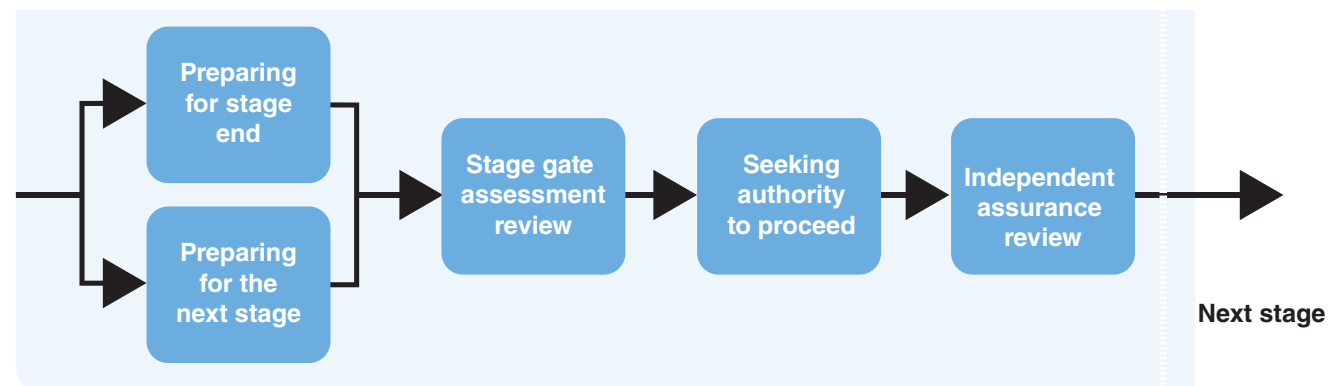 Preparing
for stage
end
Preparing
for the
next stage
Stage gate
assessment
review
Seeking
authority
to proceed
Independent
assurance
review
Next stage